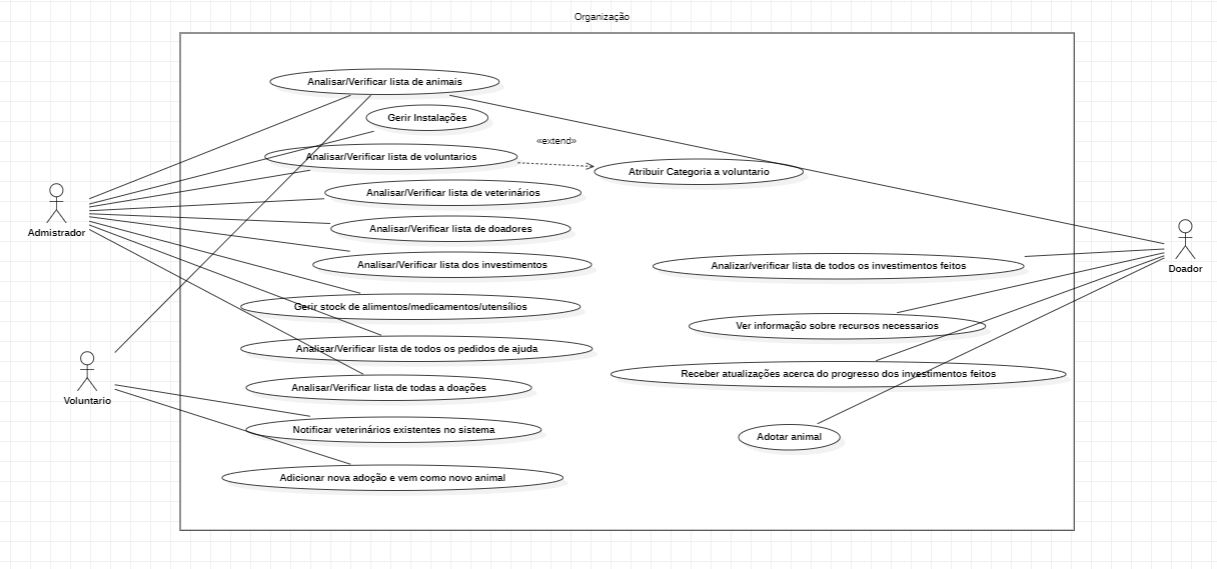 Organização
Analisar/Verificar lista de animais
Gerir Instalações
«extend»
Analisar/Verificar lista de voluntarios
Atribuir Categoria a voluntario
Analisar/Verificar lista de veterinários
Admistrador
Analisar/Verificar lista de doadores
Analisar/Verificar lista dos investimentos
Analizar/verificar lista de todos os investimentos feitos
Doador
Gerir stock de alimentos/medicamentos/utensílios
Ver informação sobre recursos necessarios
Analisar/Verificar lista de todos os pedidos de ajuda
Receber atualizações acerca do progresso dos investimentos feitos
Analisar/Verificar lista de todas a doações
Voluntario
Notificar veterinários existentes no sistema
Adotar animal
Adicionar nova adoção e vem como novo animal